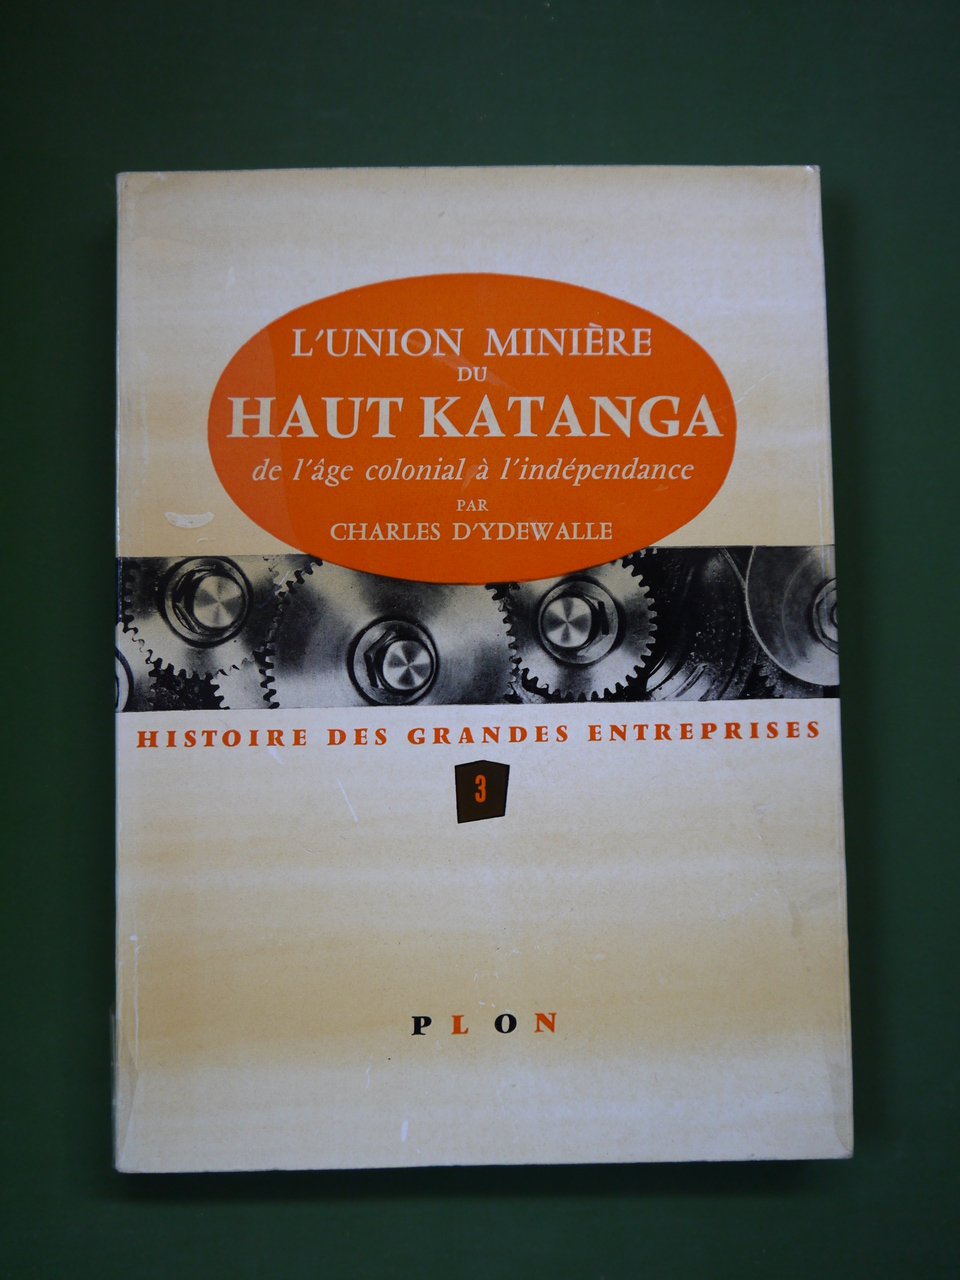 L'UNION MINIÈRE
DU
HAUT KATANGA
de l'âge colonial à l'indépendance
PAR
CHARLES D'YDEWALLE
HISTOIRE DES GRANDES ENTREPRISES
3
PLON